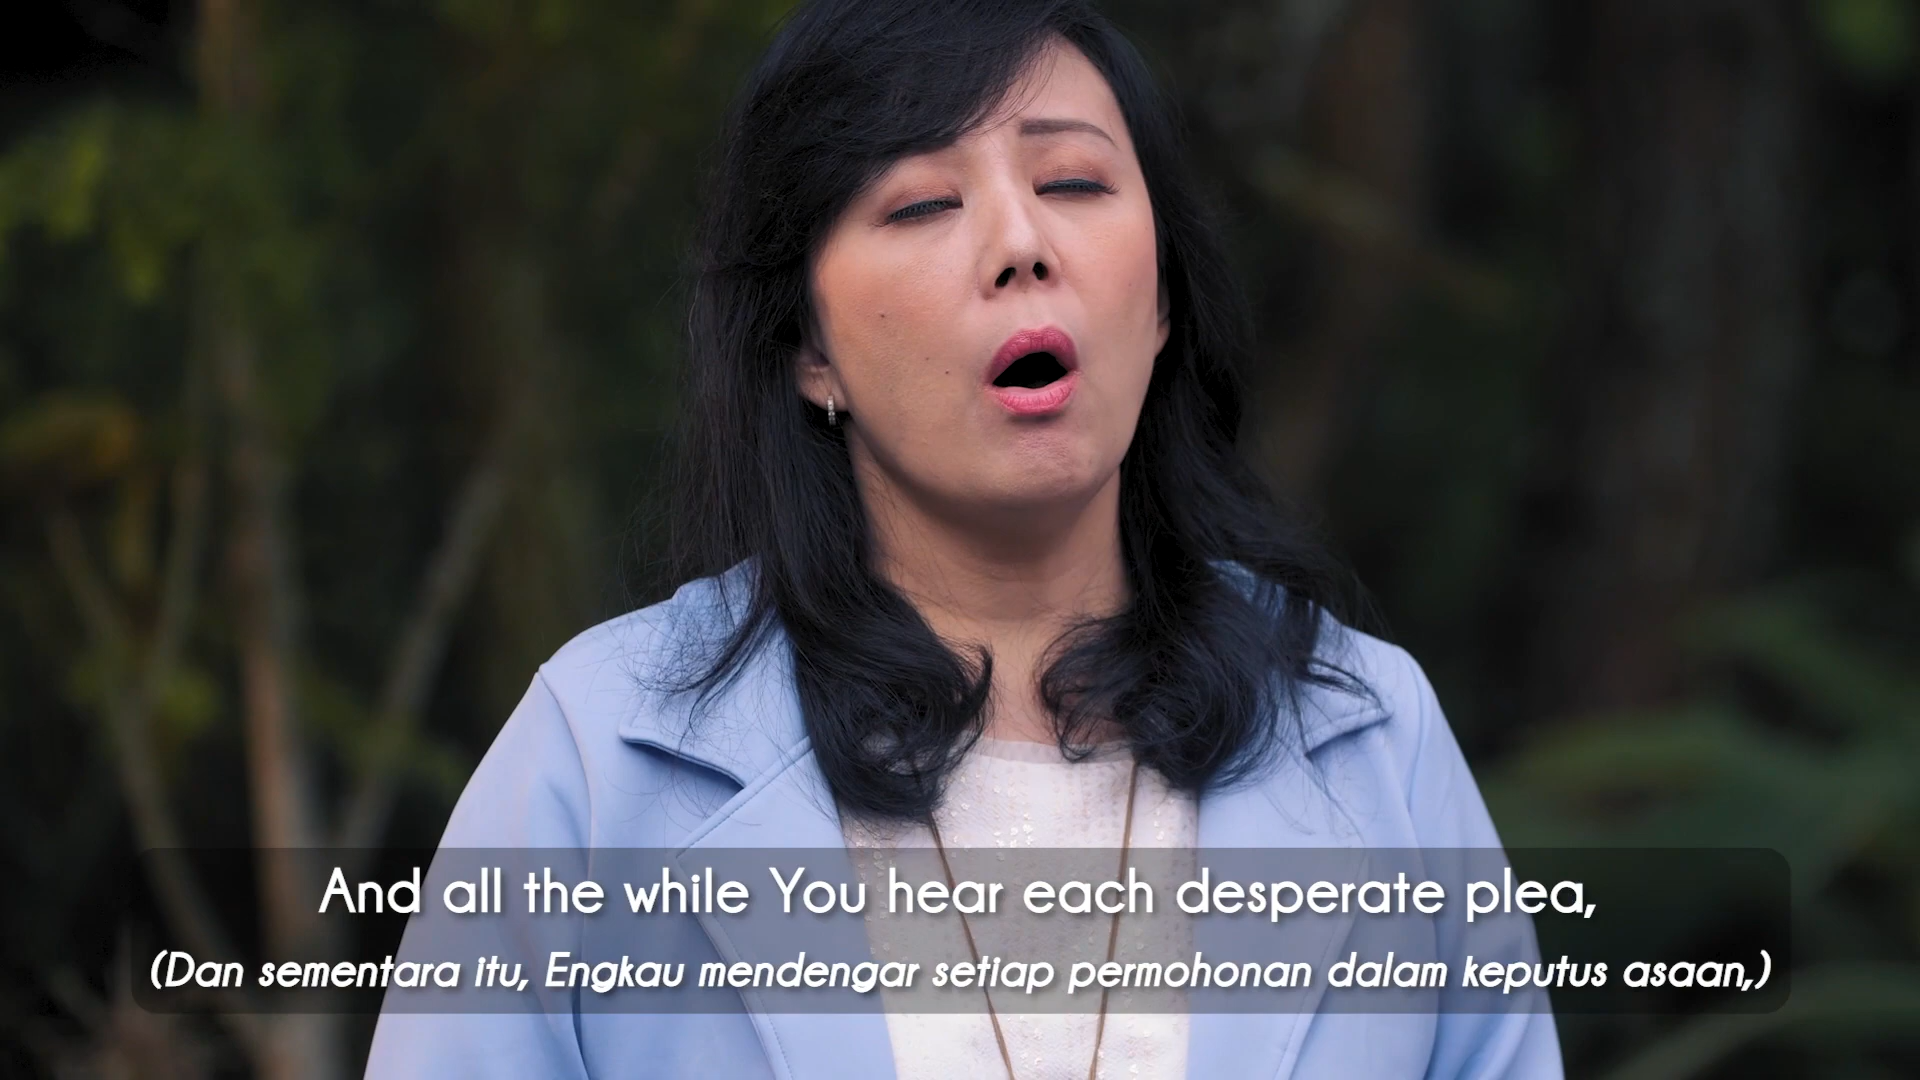 And all the while You hear each desperate plea,
(Dan sementara itu, Engkau mendengar setiap permohonan dalam keputus asaan,)